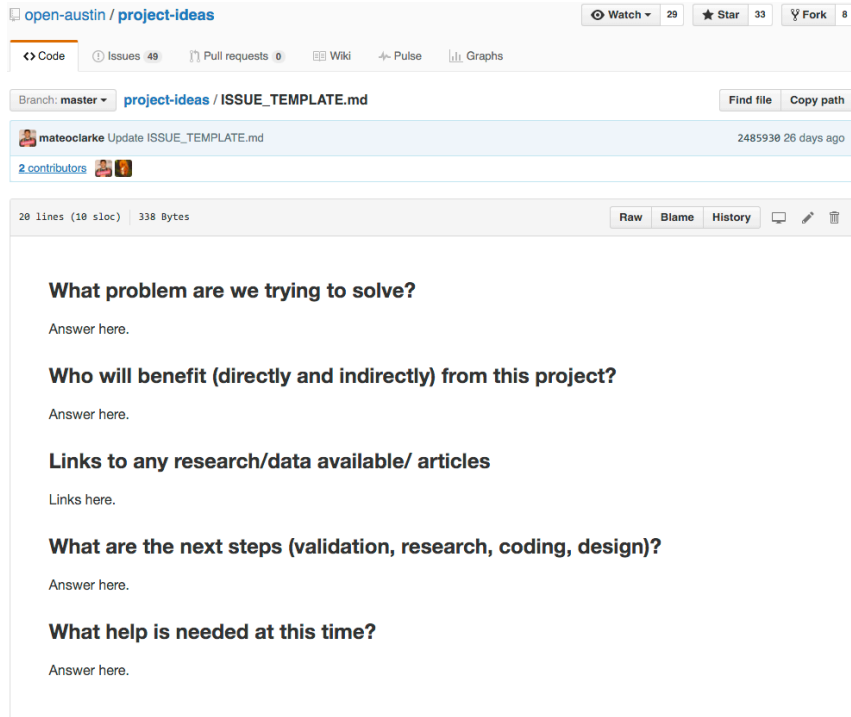 open-austin / project-ideas
Watch 29 Star 33 Fork 8
Code Issues 49 Pull requests 0 Wiki Pulse Graphs
Branch: master project-ideas / ISSUE_TEMPLATE.md Find file Copy path
mateoclarke Update ISSUE_TEMPLATE.md 2485930 26 days ago
2 contributors
20 lines (10 sloc) 338 Bytes Raw Blame History
What problem are we trying to solve?
Answer here.
Who will benefit (directly and indirectly) from this project?
Answer here.
Links to any research/data available/ articles
Links here.
What are the next steps (validation, research, coding, design)?
Answer here.
What help is needed at this time?
Answer here.